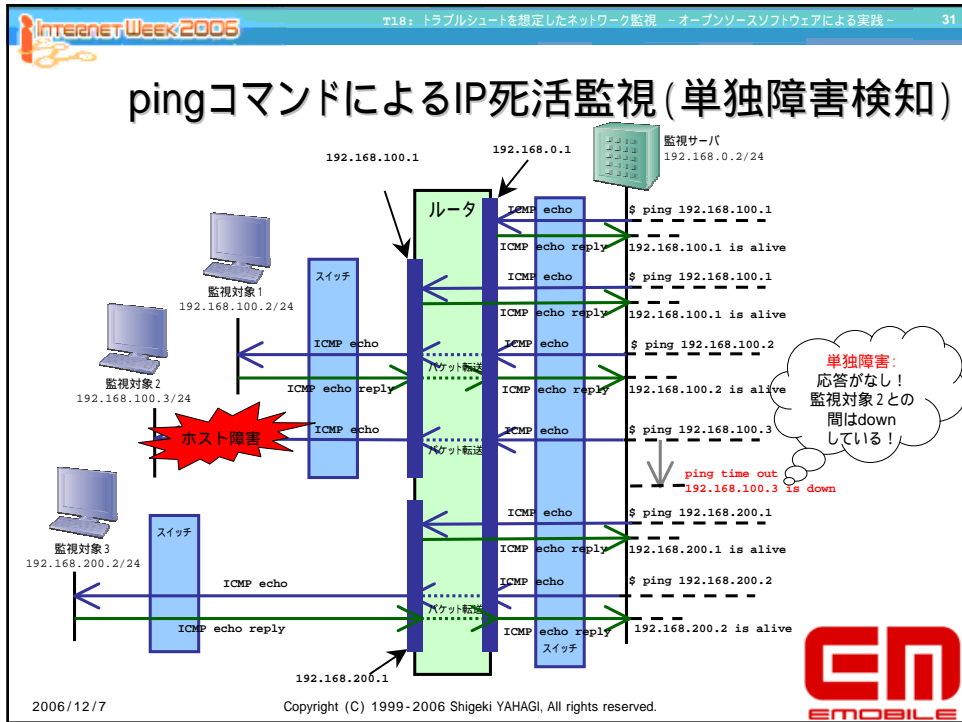 INTERNET WEEK 2006
T18: トラブルシュートを想定したネットワーク監視 ～オープンソースソフトウェアによる実践～
31
pingコマンドによるIP死活監視(単独障害検知)
監視サーバ
192.168.0.2/24
192.168.100.1
192.168.0.1
ルータ
ICMP echo
$ ping 192.168.100.1
ICMP echo reply
192.168.100.1 is alive
ICMP echo
$ ping 192.168.100.1
ICMP echo reply
192.168.100.1 is alive
スイッチ
監視対象1
192.168.100.2/24
ICMP echo
ICMP echo
$ ping 192.168.100.2
パケット転送
ICMP echo reply
ICMP echo reply
192.168.100.2 is alive
監視対象2
192.168.100.3/24
ホスト障害
ICMP echo
ICMP echo
$ ping 192.168.100.3
パケット転送
単独障害:
応答がなし！
監視対象2との
間はdown
している！
ping time out
192.168.100.3 is down
ICMP echo
$ ping 192.168.200.1
ICMP echo reply
192.168.200.1 is alive
監視対象3
192.168.200.2/24
スイッチ
ICMP echo
ICMP echo
$ ping 192.168.200.2
パケット転送
ICMP echo reply
ICMP echo reply
192.168.200.2 is alive
スイッチ
192.168.200.1
2006/12/7
Copyright (C) 1999-2006 Shigeki YAHAGI, All rights reserved.
EM
EMOBILE